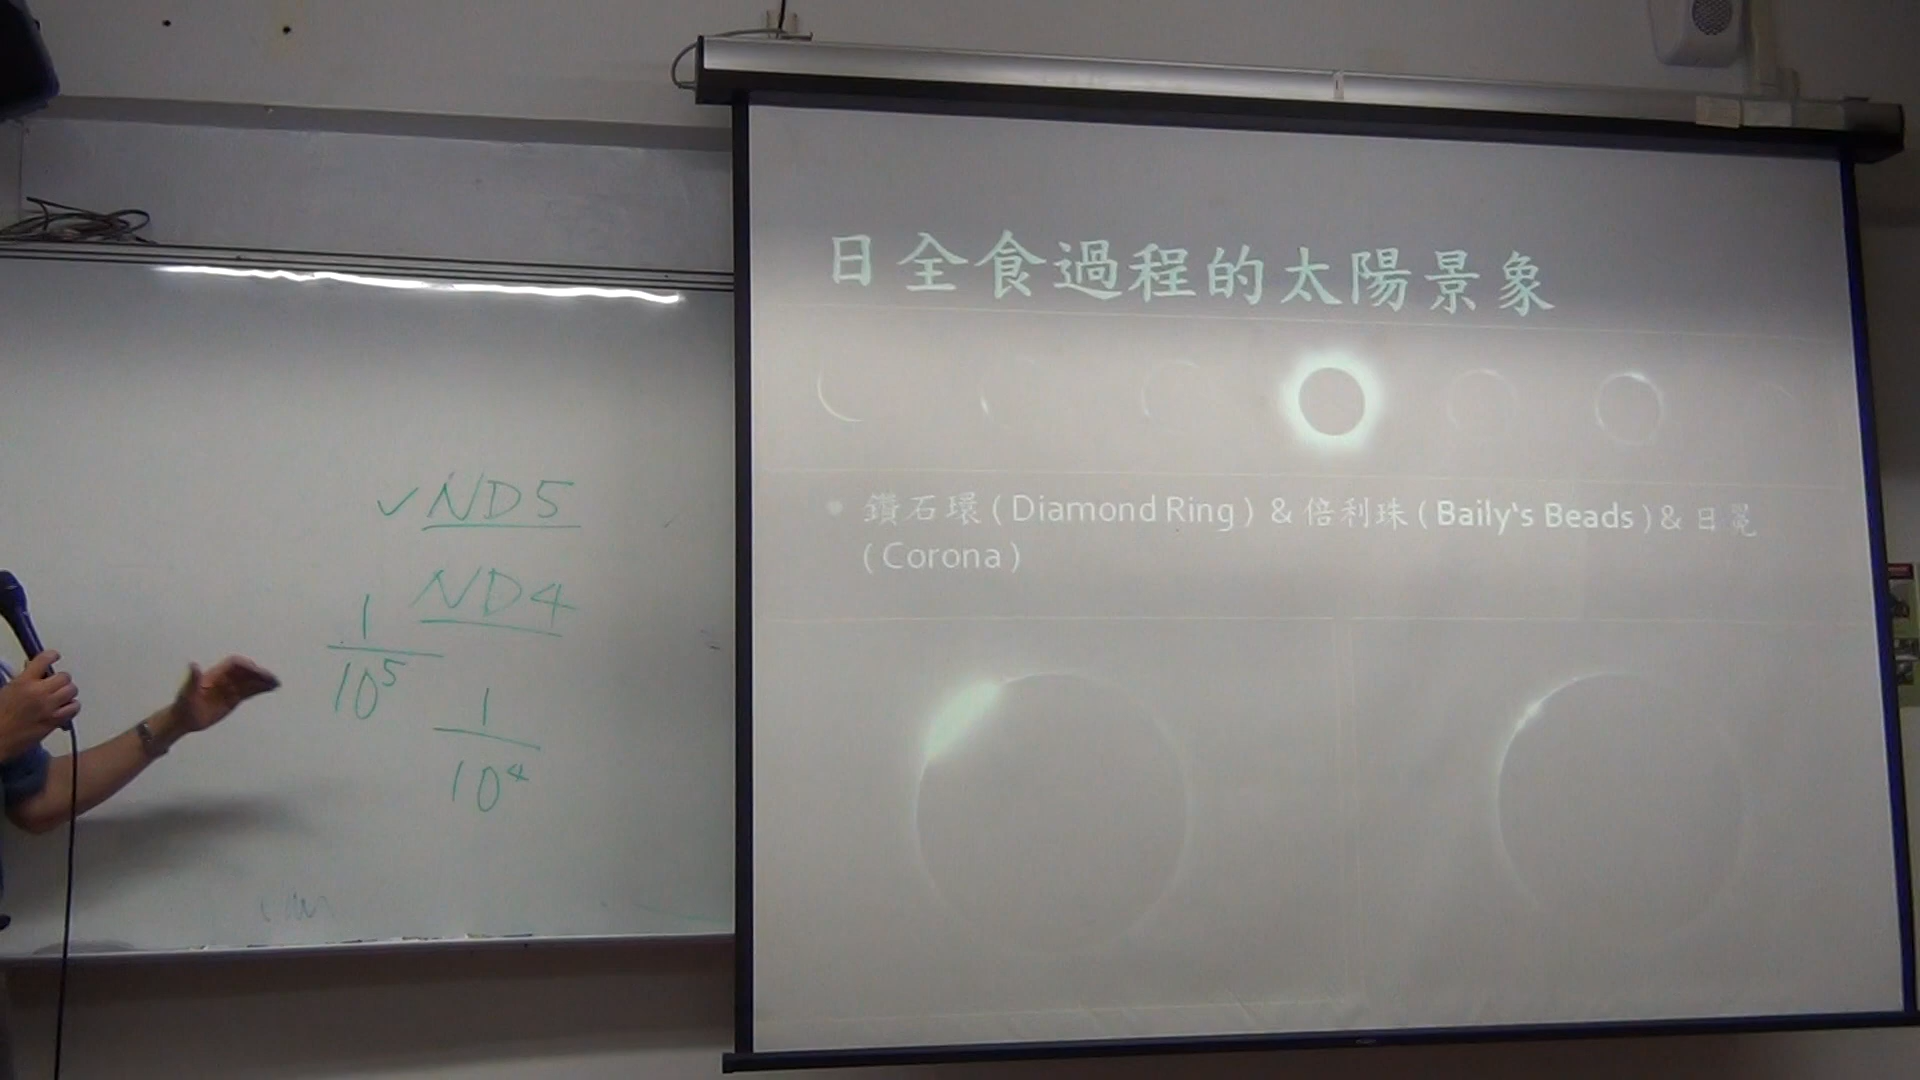 ✓ND5
ND4
1
10⁵
1
10⁴
日全食過程的太陽景象
• 鑽石環 ( Diamond Ring ) & 倍利珠 ( Baily's Beads ) & 日冕
( Corona )